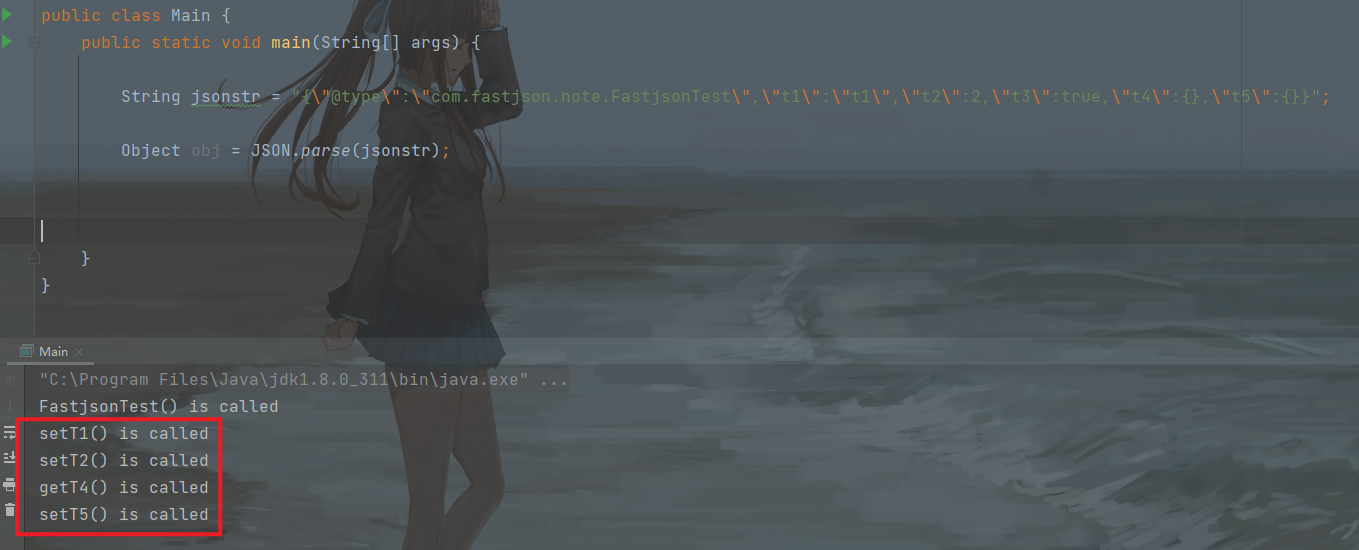 public class Main {
public static void main(String[] args) {
String jsonstr = "{\"@type\":\"com.fastjson.note.FastjsonTest\",\"t1\":\"t1\",\"t2\":2,\"t3\":true,\"t4\":{},\"t5\":{}}";
Object obj = JSON.parse(jsonstr);
}
}
Main ×
"C:\Program Files\Java\jdk1.8.0_311\bin\java.exe" ...
FastjsonTest() is called
setT1() is called
setT2() is called
getT4() is called
setT5() is called